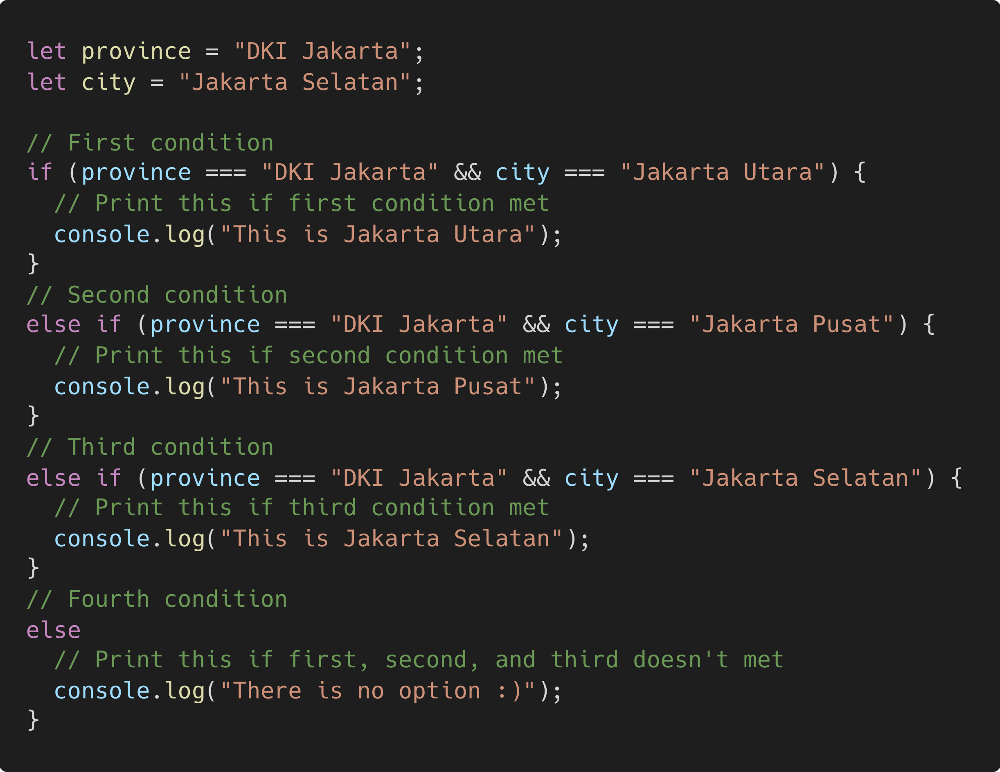 let province = "DKI Jakarta";
let city = "Jakarta Selatan";
// First condition
if (province === "DKI Jakarta" && city === "Jakarta Utara") {
  // Print this if first condition met
  console.log("This is Jakarta Utara");
}
// Second condition
else if (province === "DKI Jakarta" && city === "Jakarta Pusat") {
  // Print this if second condition met
  console.log("This is Jakarta Pusat");
}
// Third condition
else if (province === "DKI Jakarta" && city === "Jakarta Selatan") {
  // Print this if third condition met
  console.log("This is Jakarta Selatan");
}
// Fourth condition
else
  // Print this if first, second, and third doesn't met
  console.log("There is no option :)");
}